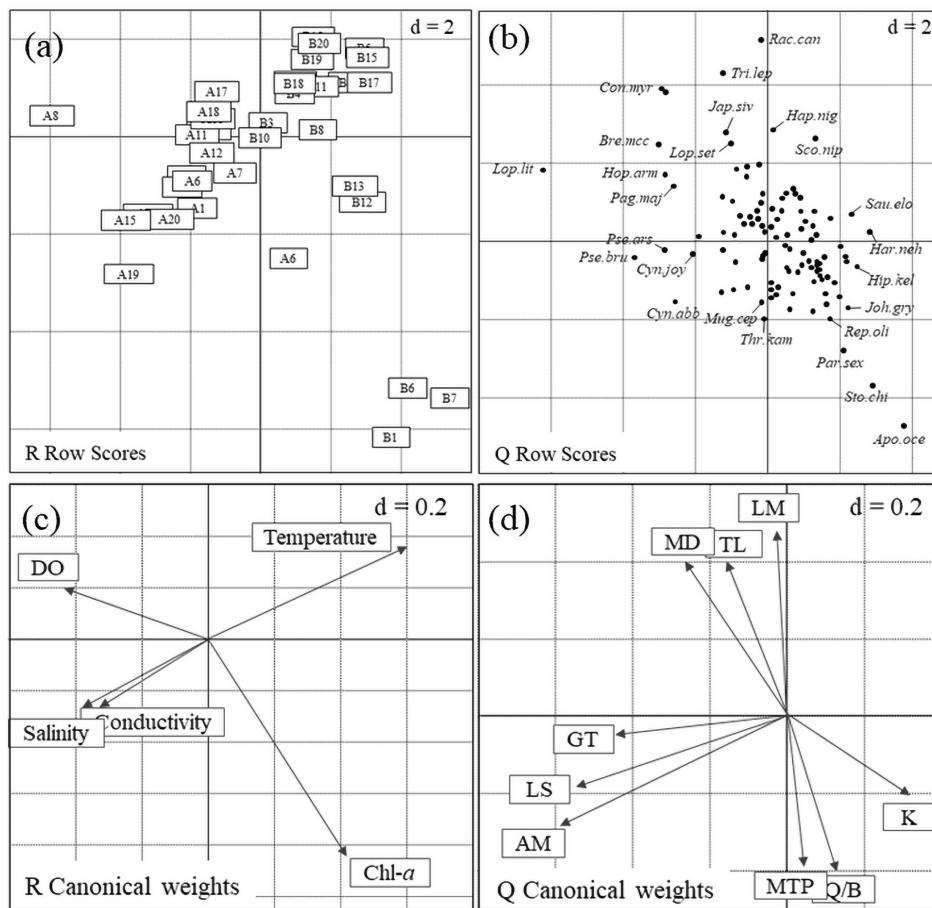 (a)
d = 2
B20
B19
B15
B18
11
B
B17
B4
A17
A8
A18
B3
B8
A11
B10
A12
A7
A6
B13
B12
A1
A15
A20
A6
A19
B6
B7
B1
R Row Scores
(b)
d = 2
Rac.can
Tri.lep
Con.myr
Jap.siv
Hap.nig
Bre.mcc
Lop.set
Sco.nip
Lop.lit
Hop.arm
Pag.maj
Sau.elo
Pse.ars
Har.neh
Pse.bru
Cyn.joy
Hip.kel
Cyn.abb
Mug.cep
Joh.gry
Thr.kam
Rep.oli
Par.sex
Sto.chi
Apo.oce
Q Row Scores
(c)
d = 0.2
Temperature
DO
Conductivity
Salinity
Chl-a
R Canonical weights
(d)
d = 0.2
LM
MD
TL
GT
LS
K
AM
MTP
Q/B
Q Canonical weights